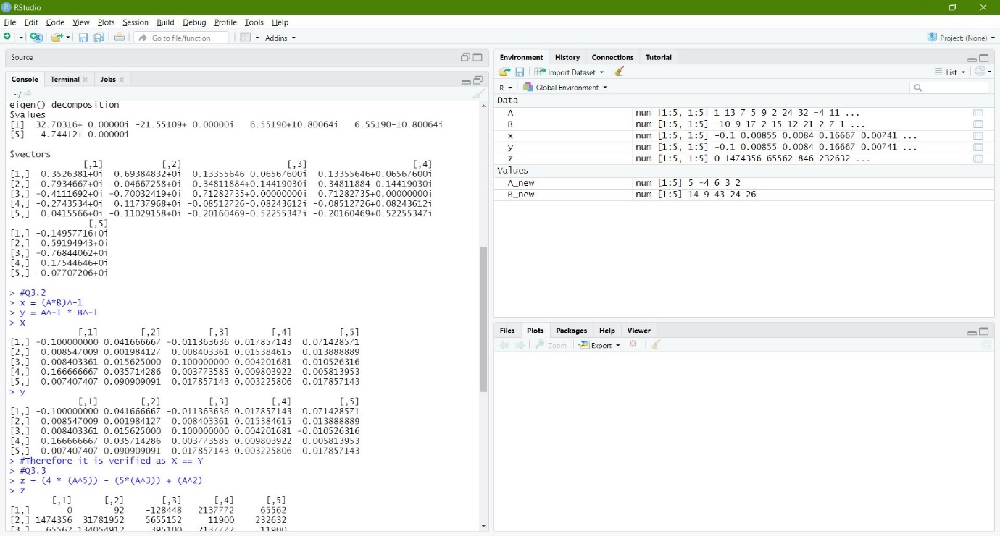 RStudio
File Edit Code View Plots Session Build Debug Profile Tools Help
Go to file/function Addins Project: (None)
Source
Console Terminal Jobs
~/
eigen() decomposition
$values
[1] 32.70316+ 0.00000i -21.55109+ 0.00000i 6.55190+10.80064i 6.55190-10.80064i
[5] 4.74412+ 0.00000i
$vectors
[,1] [,2] [,3] [,4]
[1,] -0.3526381+0i 0.69384832+0i 0.13355646-0.06567600i 0.13355646+0.06567600i
[2,] -0.7934667+0i -0.04667258+0i -0.34811884+0.14419030i -0.34811884-0.14419030i
[3,] -0.4111692+0i -0.70032419+0i 0.71282735+0.00000000i 0.71282735+0.00000000i
[4,] -0.2743534+0i 0.11737968+0i -0.08512726-0.08243612i -0.08512726+0.08243612i
[5,] 0.0415566+0i -0.11029158+0i -0.20160469-0.52255347i -0.20160469+0.52255347i
[,5]
[1,] -0.14957716+0i
[2,] 0.59194943+0i
[3,] -0.76844062+0i
[4,] -0.17544646+0i
[5,] -0.07707206+0i
> #Q3.2
> x = (A*B)^-1
> y = A^-1 * B^-1
> x
[,1] [,2] [,3] [,4] [,5]
[1,] -0.100000000 0.041666667 -0.011363636 0.017857143 0.071428571
[2,] 0.008547009 0.001984127 0.008403361 0.015384615 0.013888889
[3,] 0.008403361 0.015625000 0.100000000 0.004201681 -0.010526316
[4,] 0.166666667 0.035714286 0.003773585 0.009803922 0.005813953
[5,] 0.007407407 0.090909091 0.017857143 0.003225806 0.017857143
> y
[,1] [,2] [,3] [,4] [,5]
[1,] -0.100000000 0.041666667 -0.011363636 0.017857143 0.071428571
[2,] 0.008547009 0.001984127 0.008403361 0.015384615 0.013888889
[3,] 0.008403361 0.015625000 0.100000000 0.004201681 -0.010526316
[4,] 0.166666667 0.035714286 0.003773585 0.009803922 0.005813953
[5,] 0.007407407 0.090909091 0.017857143 0.003225806 0.017857143
> #Therefore it is verified as X == Y
> #Q3.3
> z = (4 * (A^5)) - (5*(A^3)) + (A^2)
> z
[,1] [,2] [,3] [,4] [,5]
[1,] 0 92 -128448 2137772 65562
[2,] 1474356 31781952 5655152 11900 232632
[3,] 65562 134054912 395100 2137772 11900
Environment History Connections Tutorial
Import Dataset List
R Global Environment
Data
A num [1:5, 1:5] 1 13 7 5 9 2 24 32 -4 11 ...
B num [1:5, 1:5] -10 9 17 2 15 12 21 2 7 1 ...
x num [1:5, 1:5] -0.1 0.00855 0.0084 0.16667 0.00741 ...
y num [1:5, 1:5] -0.1 0.00855 0.0084 0.16667 0.00741 ...
z num [1:5, 1:5] 0 1474356 65562 846 232632 ...
Values
A_new num [1:5] 5 -4 6 3 2
B_new num [1:5] 14 9 43 24 26
Files Plots Packages Help Viewer
Zoom Export